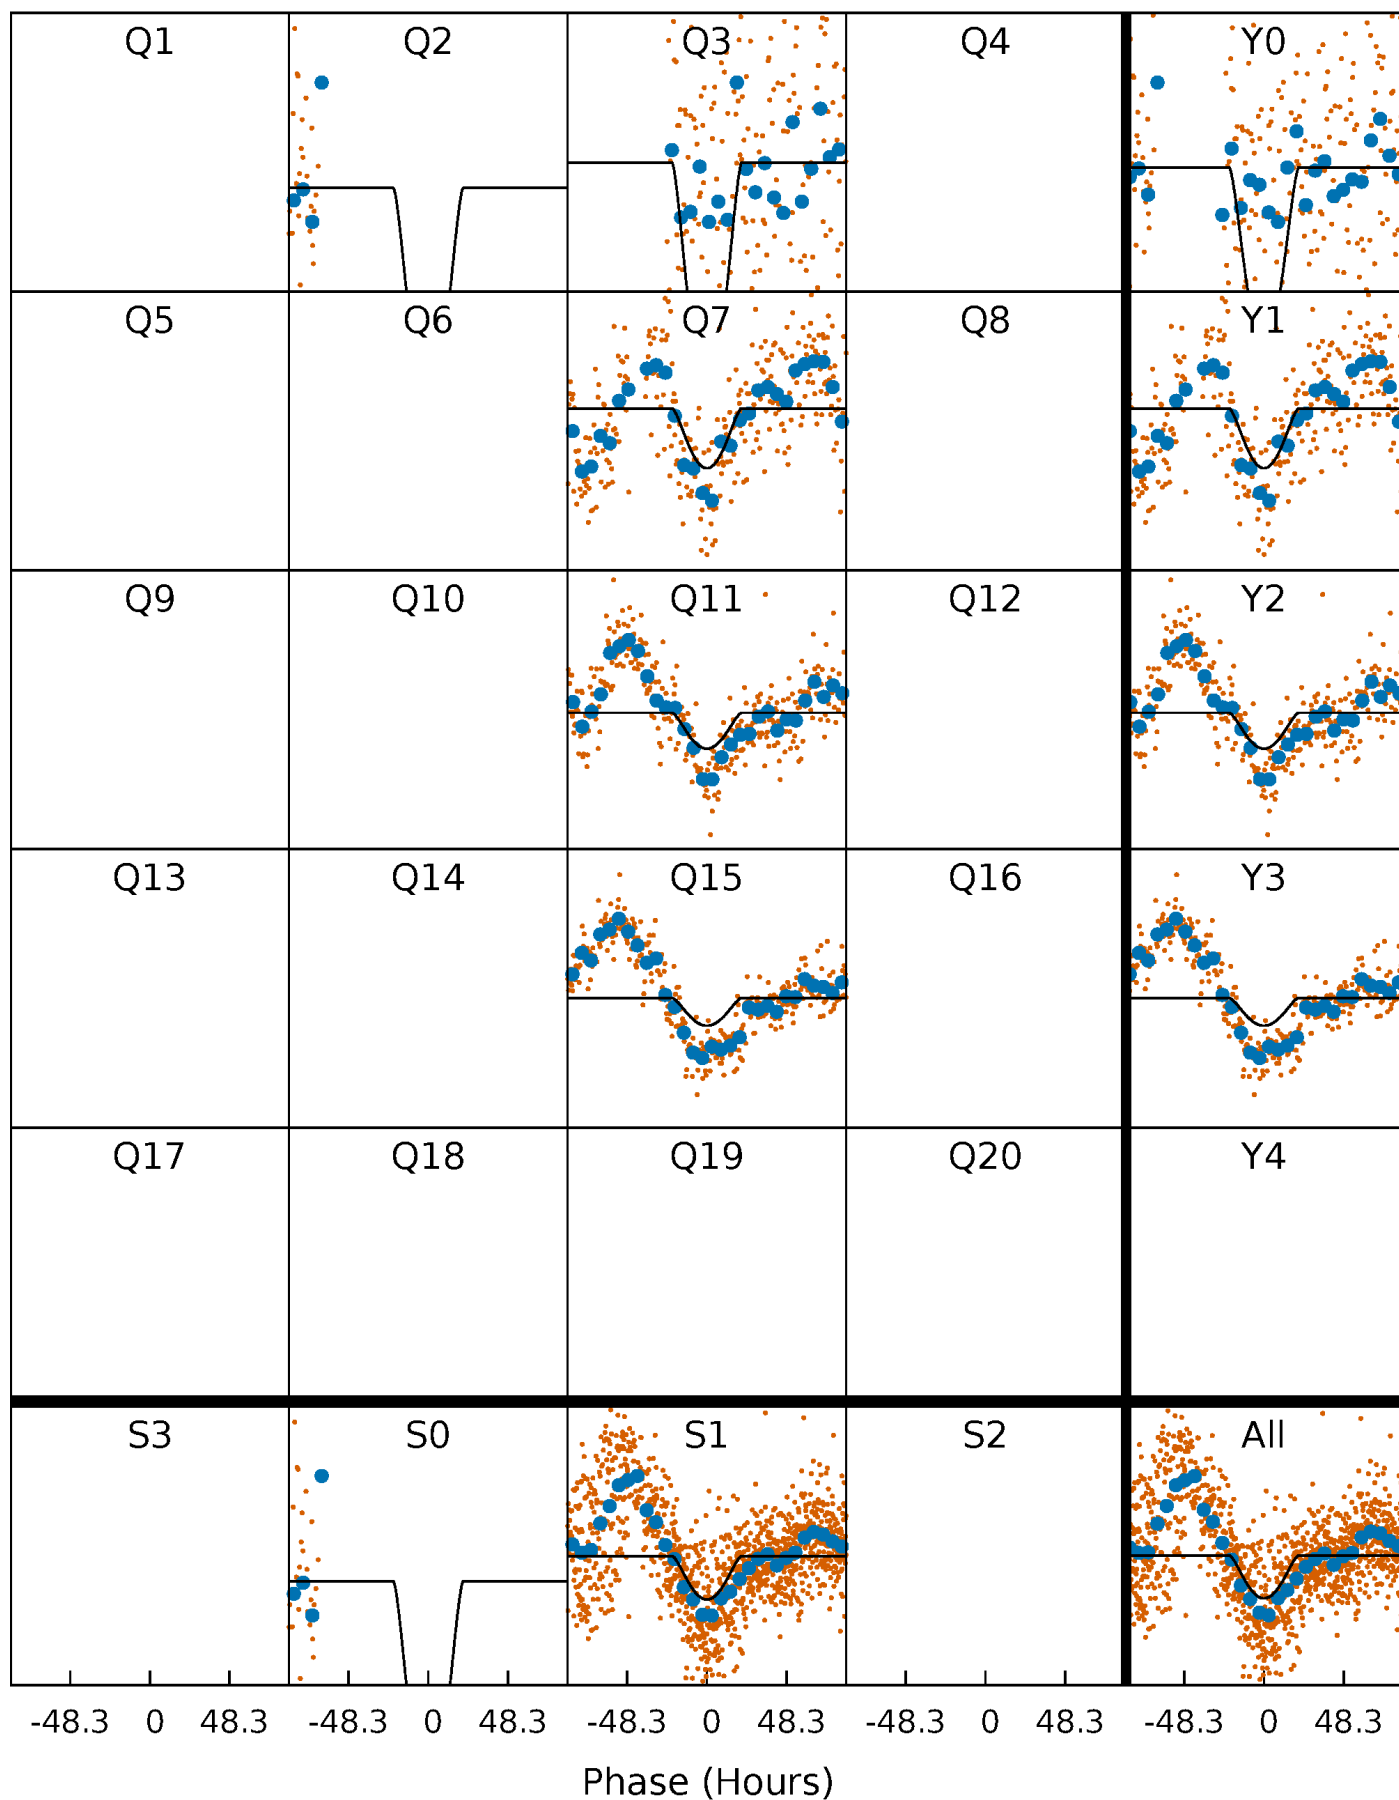 Q1 Q2 Q3 Q4 Y0
Q5 Q6 Q7 Q8 Y1
Q9 Q10 Q11 Q12 Y2
Q13 Q14 Q15 Q16 Y3
Q17 Q18 Q19 Q20 Y4
S3 S0 S1 S2 All
-48.3 0 48.3 -48.3 0 48.3 -48.3 0 48.3 -48.3 0 48.3 -48.3 0 48.3
Phase (Hours)